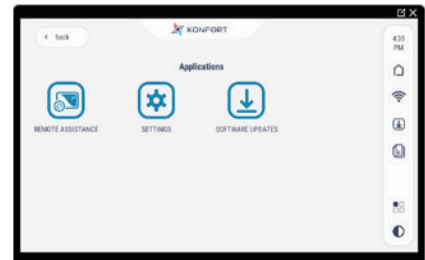 back
KONFORT
4:35
PM
Applications
REMOTE ASSISTANCE
SETTINGS
SOFTWARE UPDATES